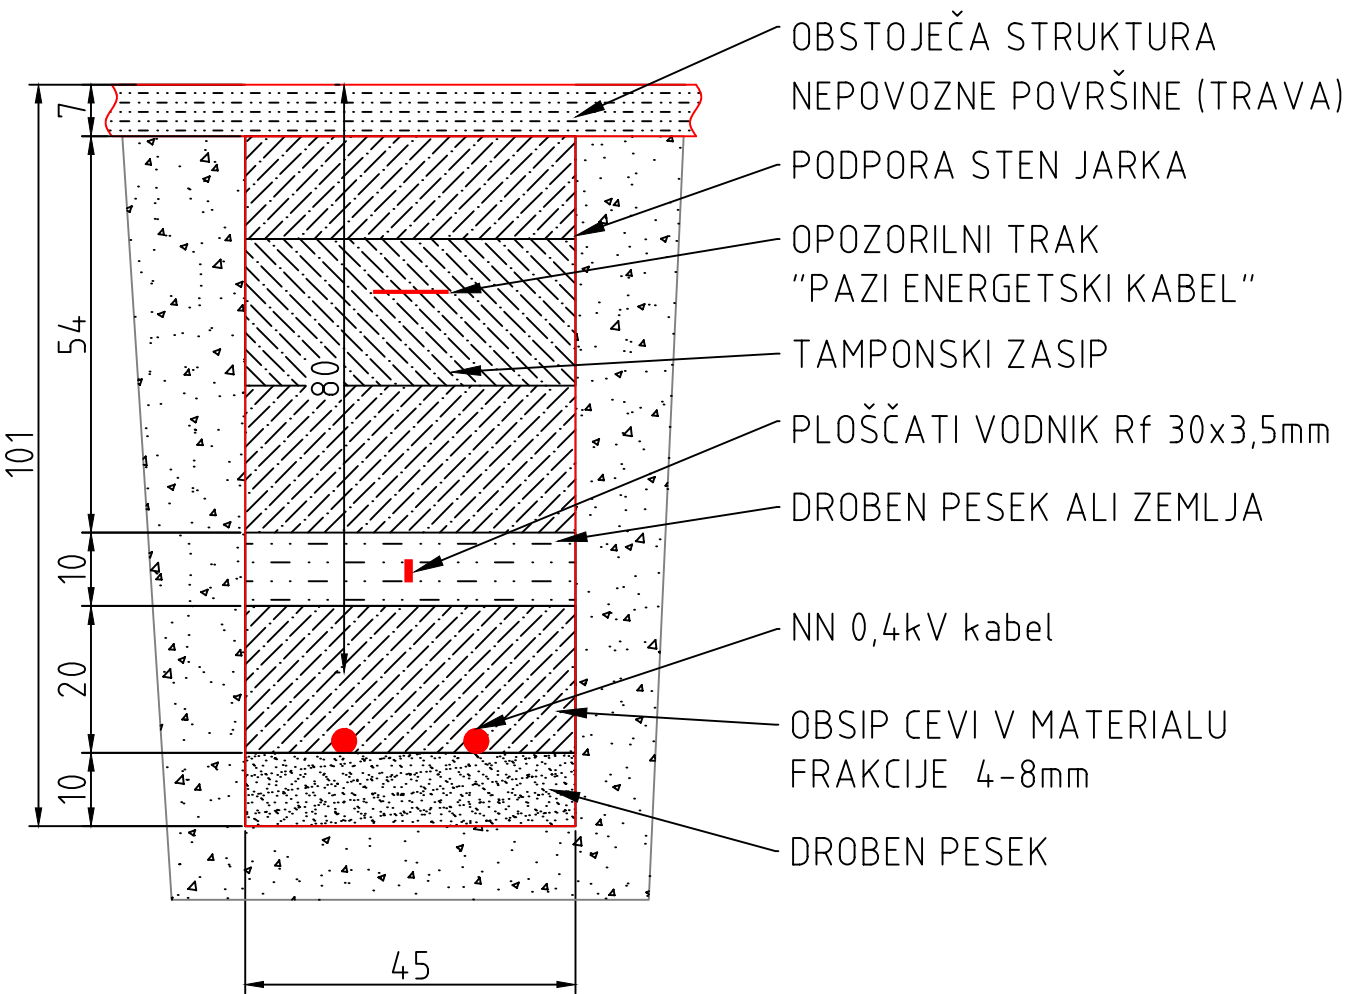 OBSTOJEČA STRUKTURA
NEPOVOZNE POVRŠINE (TRAVA)
PODPORA STEN JARKA
OPOZORILNI TRAK
"PAZI ENERGETSKI KABEL"
TAMPONSKI ZASIP
PLOŠČATI VODNIK Rf 30x3,5mm
DROBEN PESEK ALI ZEMLJA
NN 0,4kV kabel
OBSIP CEVI V MATERIALU
FRAKCIJE 4-8mm
DROBEN PESEK
7
54
101
80
10
20
10
45